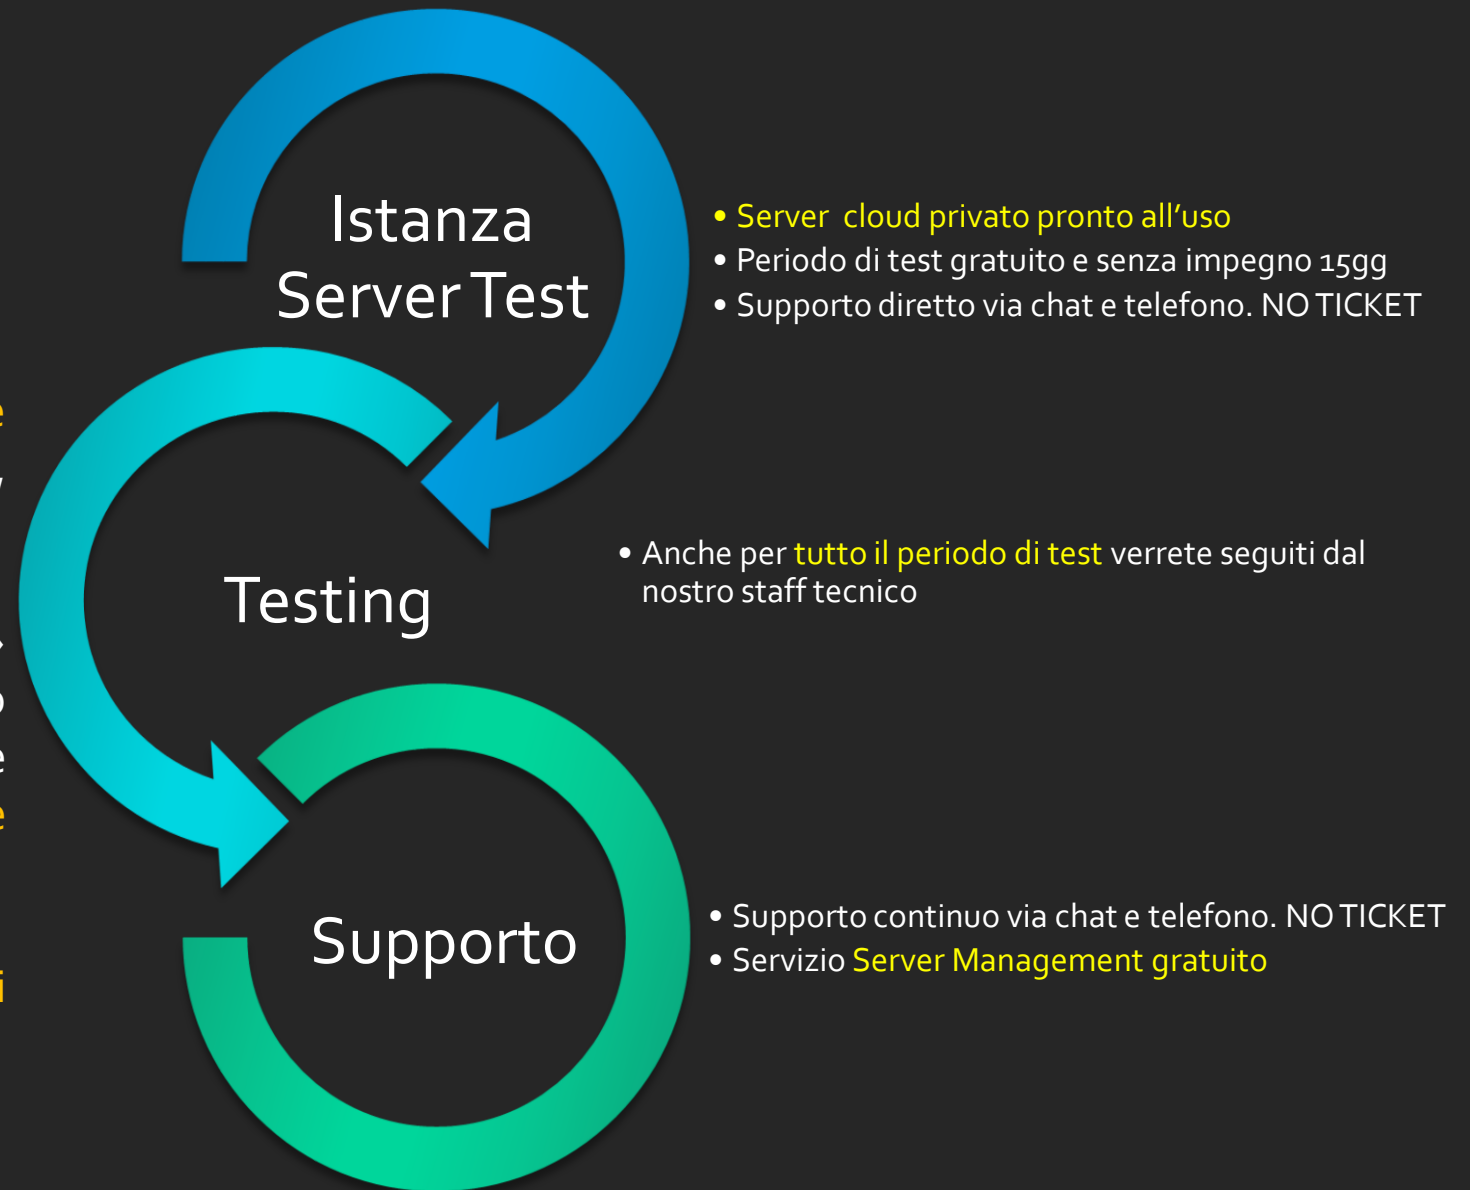 Istanza
Server Test
• Server cloud privato pronto all’uso
• Periodo di test gratuito e senza impegno 15gg
• Supporto diretto via chat e telefono. NO TICKET
Testing
• Anche per tutto il periodo di test verrete seguiti dal
nostro staff tecnico
Supporto
• Supporto continuo via chat e telefono. NO TICKET
• Servizio Server Management gratuito